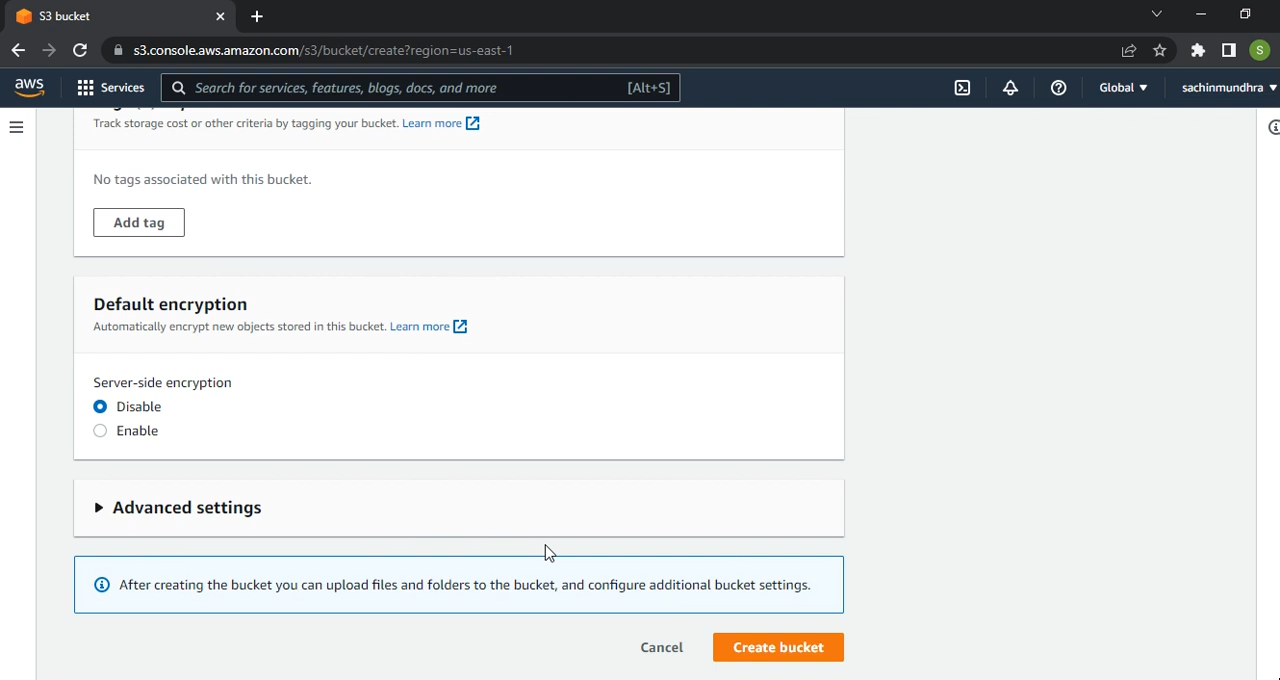 S3 bucket
s3.console.aws.amazon.com/s3/bucket/create?region=us-east-1
S
aws
Services
Search for services, features, blogs, docs, and more
[Alt+S]
Global
sachinmundhra
Track storage cost or other criteria by tagging your bucket. Learn more
No tags associated with this bucket.
Add tag
Default encryption
Automatically encrypt new objects stored in this bucket. Learn more
Server-side encryption
Disable
Enable
Advanced settings
After creating the bucket you can upload files and folders to the bucket, and configure additional bucket settings.
Cancel
Create bucket